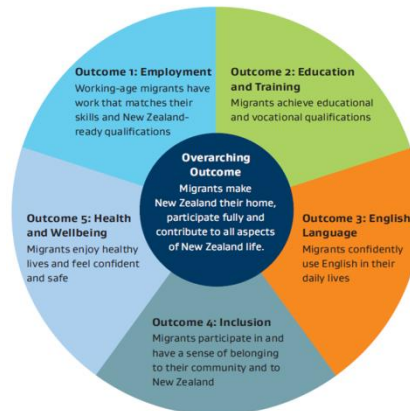 Outcome 1: Employment
Working-age migrants have
work that matches their
skills and New Zealand-
ready qualifications
Outcome 2: Education
and Training
Migrants achieve educational
and vocational qualifications
Overarching
Outcome
Migrants make
New Zealand their home,
participate fully and
contribute to all aspects
of New Zealand life.
Outcome 3: English
Language
Migrants confidently
use English in their
daily lives
Outcome 4: Inclusion
Migrants participate in and
have a sense of belonging
to their community and to
New Zealand
Outcome 5: Health
and Wellbeing
Migrants enjoy healthy
lives and feel confident
and safe